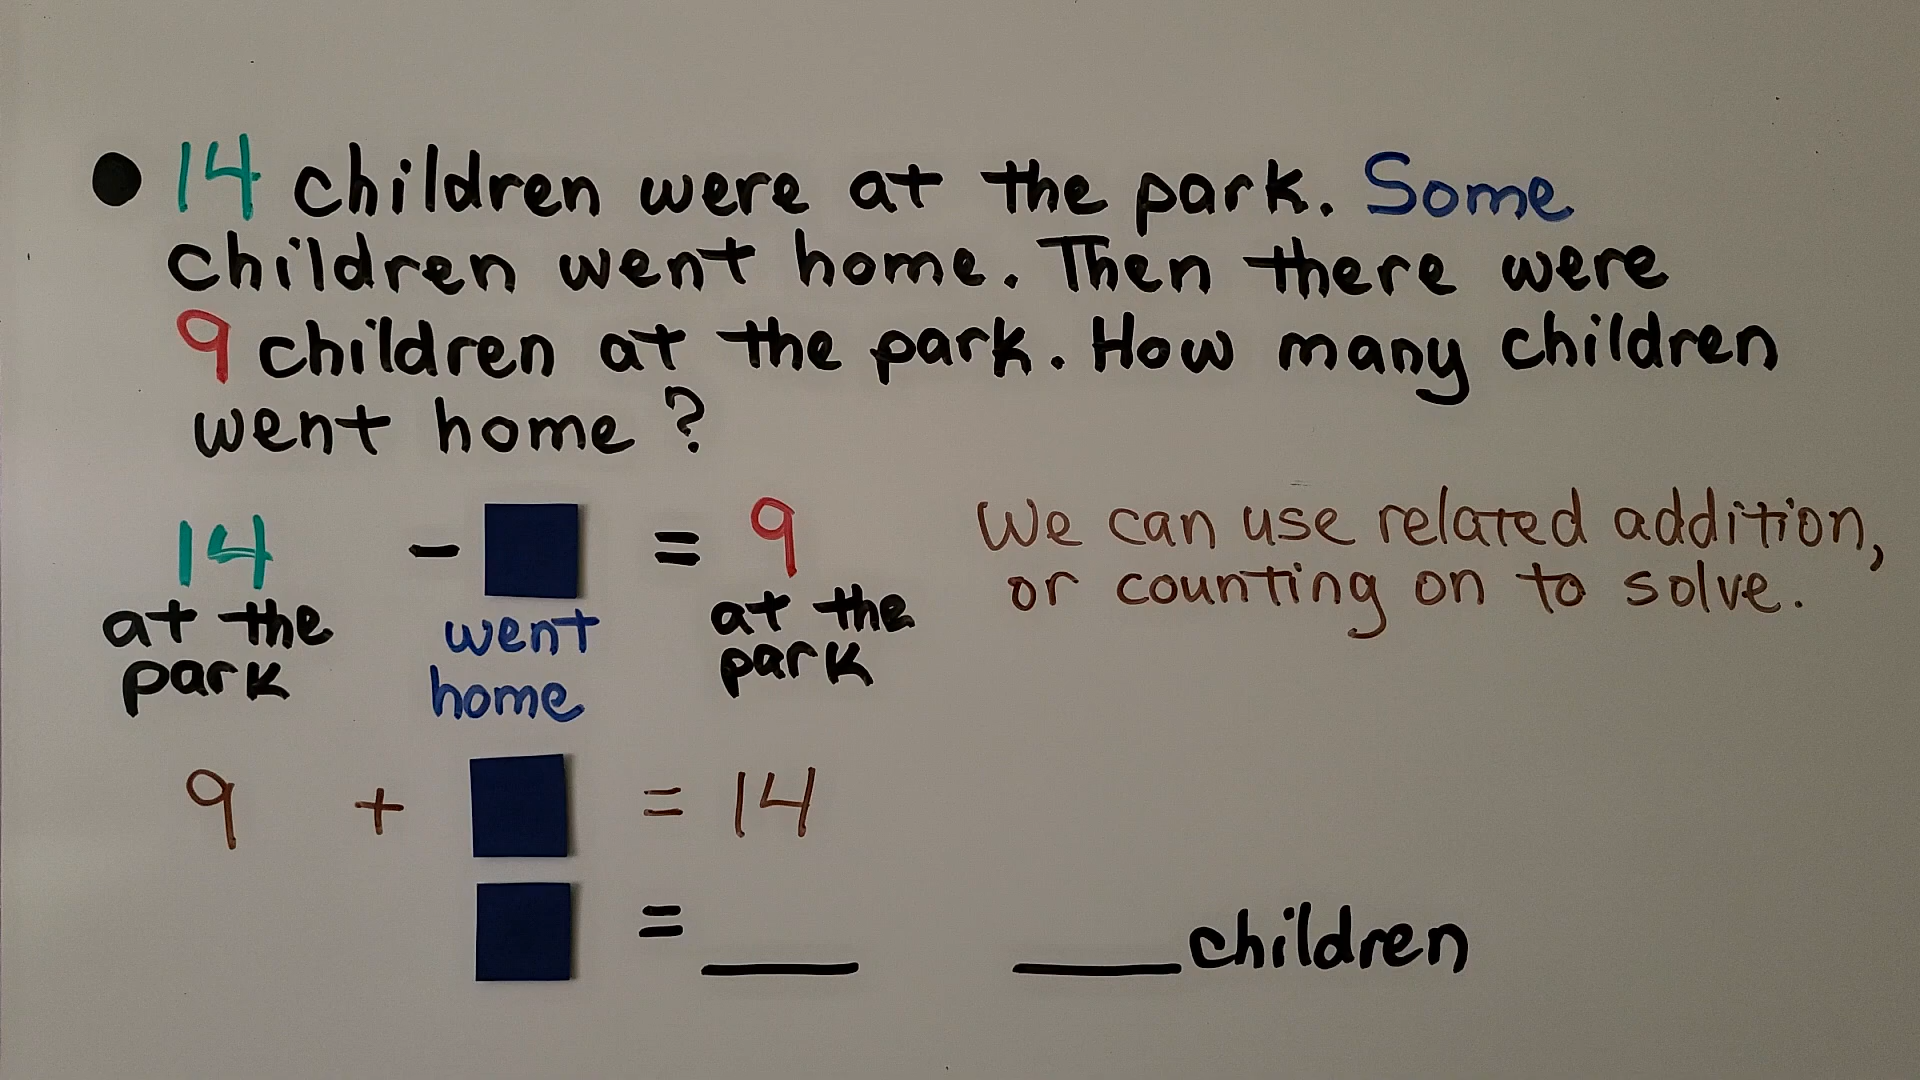 ● 14 children were at the park. Some
children went home. Then there were
9 children at the park. How many children
went home?
14 - ■ = 9
at the park
went home
at the park
We can use related addition,
or counting on to solve.
9 + ■ = 14
■ = ___ ___ children